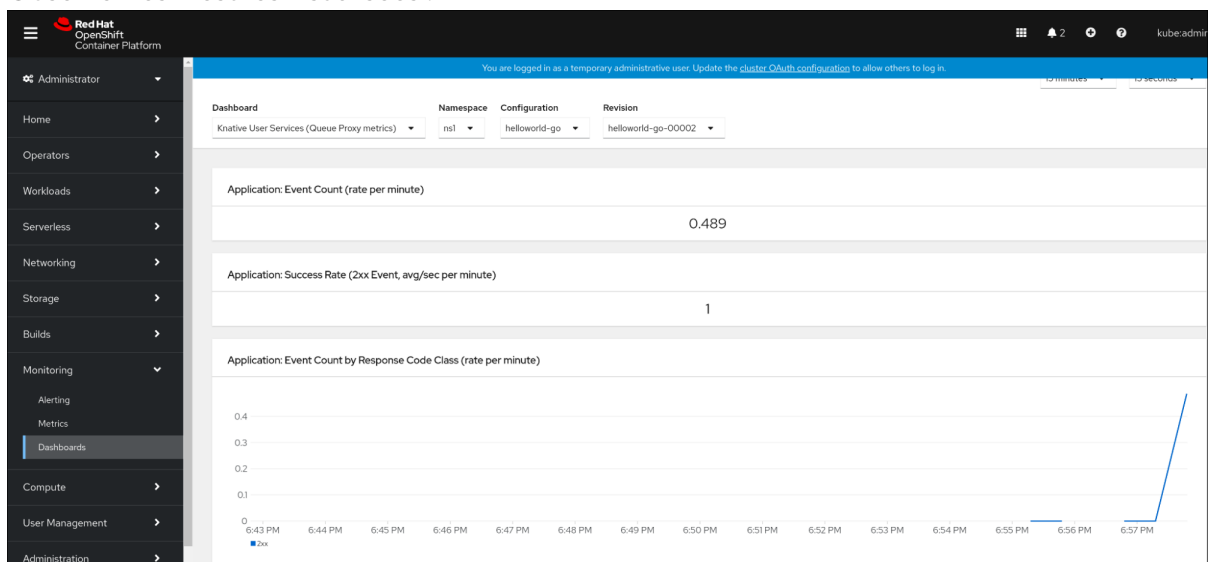 Red Hat
OpenShift
Container Platform
2
kube:admin
Administrator
You are logged in as a temporary administrative user. Update the cluster OAuth configuration to allow others to log in.
15 minutes
15 seconds
Home
Operators
Workloads
Serverless
Networking
Storage
Builds
Monitoring
Alerting
Metrics
Dashboards
Compute
User Management
Administration
Dashboard
Namespace
Configuration
Revision
Knative User Services (Queue Proxy metrics)
ns1
helloworld-go
helloworld-go-00002
Application: Event Count (rate per minute)
0.489
Application: Success Rate (2xx Event, avg/sec per minute)
1
Application: Event Count by Response Code Class (rate per minute)
0.4
0.3
0.2
0.1
0
6:43 PM 6:44 PM 6:45 PM 6:46 PM 6:47 PM 6:48 PM 6:49 PM 6:50 PM 6:51 PM 6:52 PM 6:53 PM 6:54 PM 6:55 PM 6:56 PM 6:57 PM
2xx